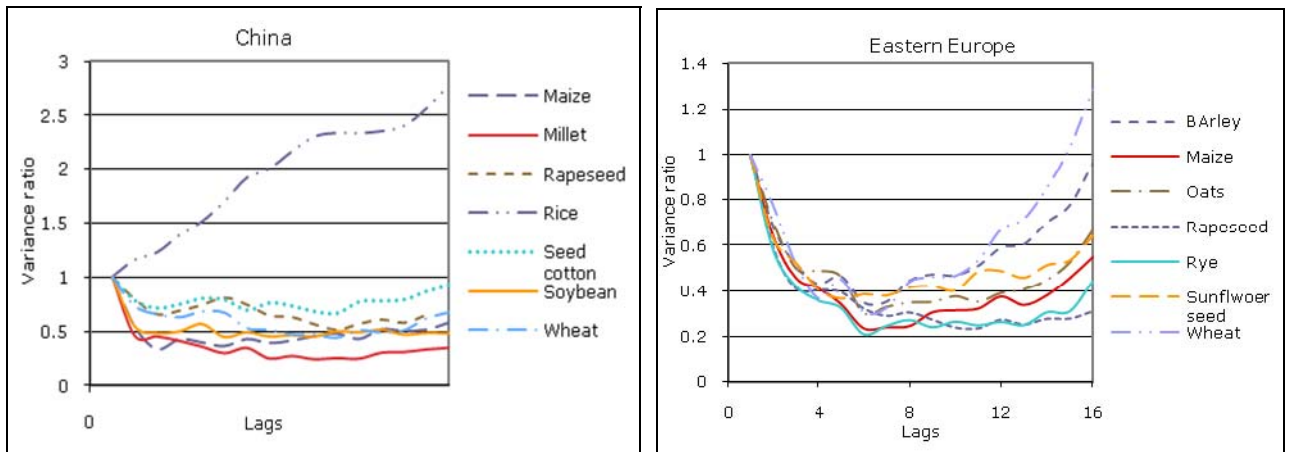 China
3
2.5
2
1.5
1
0.5
0
0
Variance ratio
Lags
Maize
Millet
Rapeseed
Rice
Seed
cotton
Soybean
Wheat
Eastern Europe
1.4
1.2
1
0.8
0.6
0.4
0.2
0
0 4 8 12 16
Variance ratio
Lags
BArley
Maize
Oats
Rapeseed
Rye
Sunflwoer
seed
Wheat